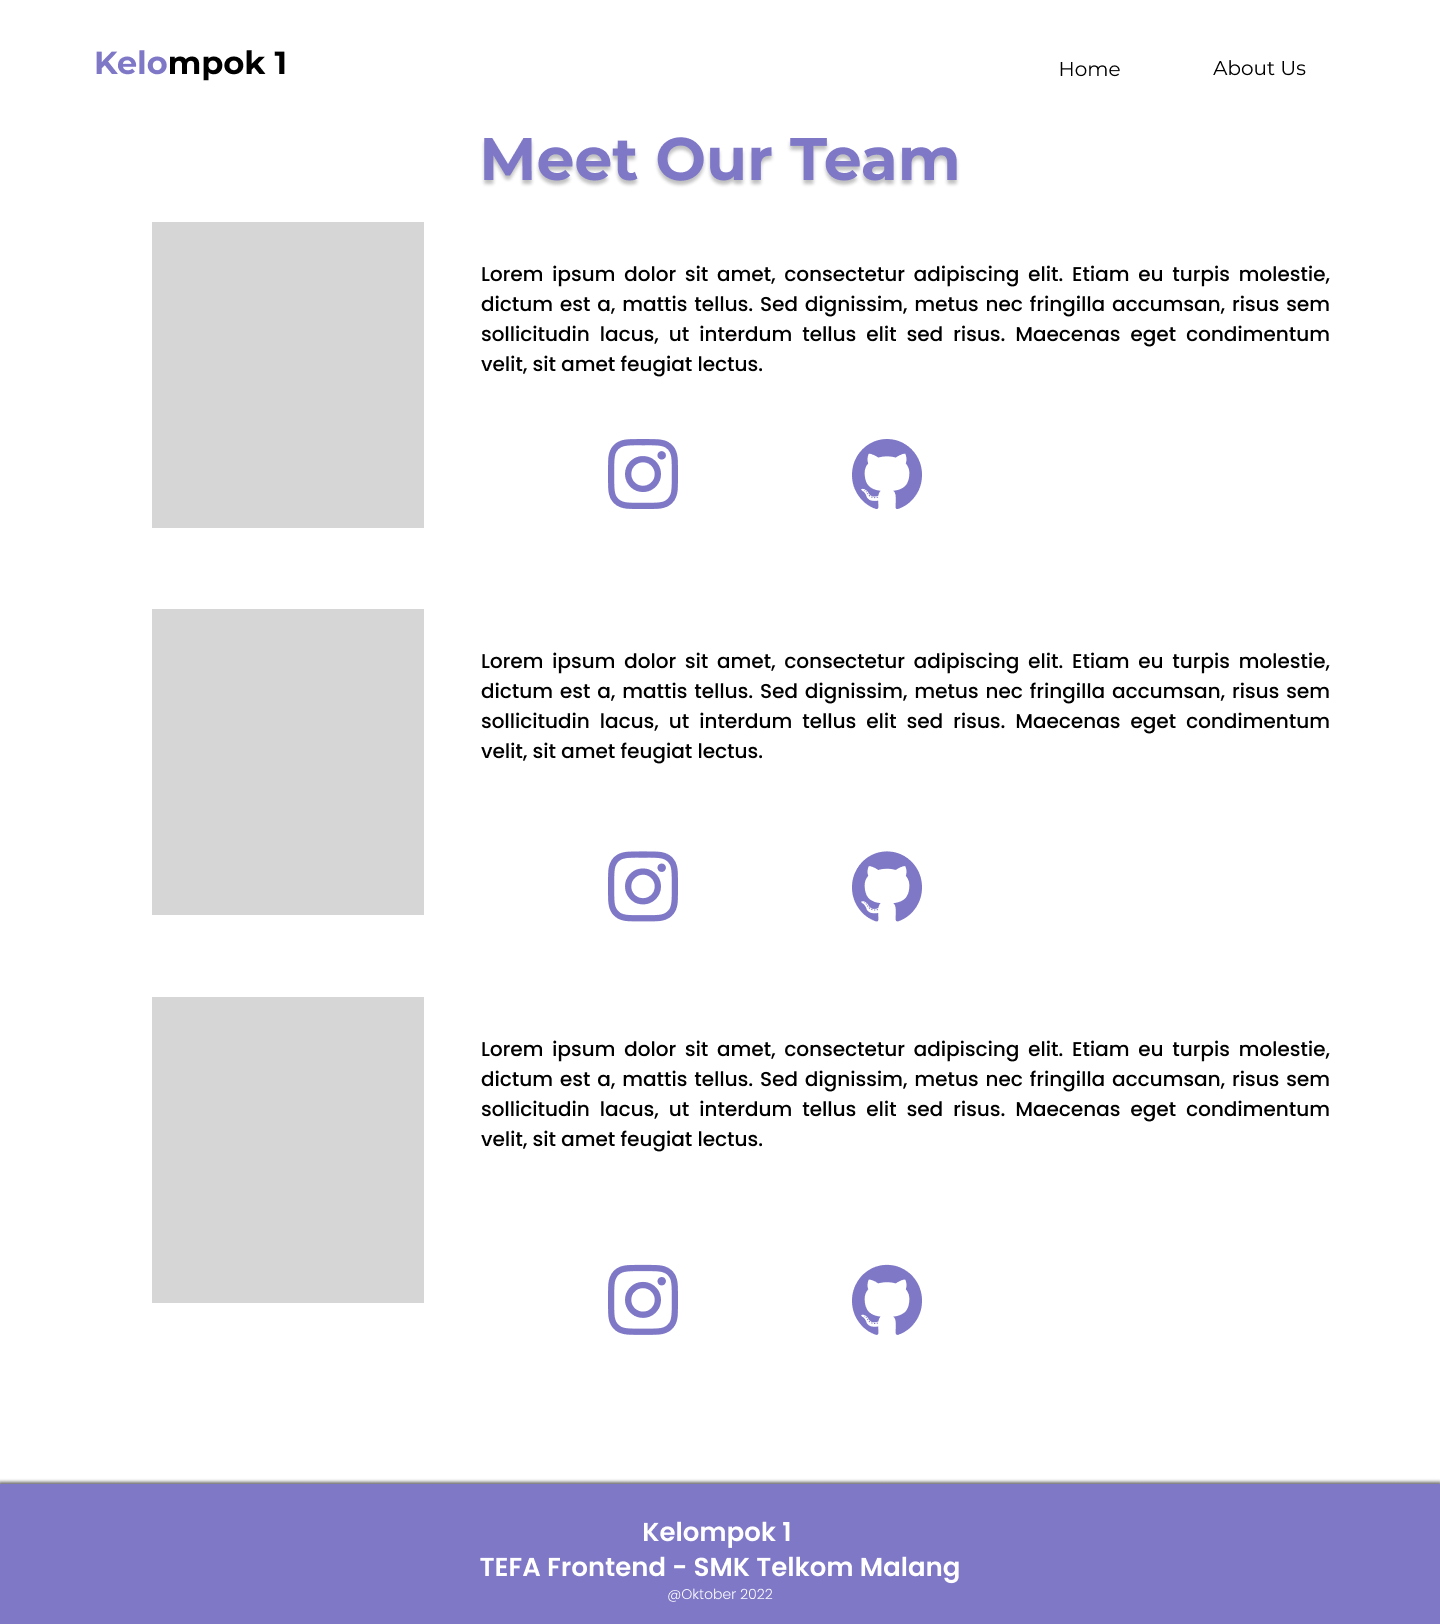 Kelompok 1
Home
About Us
Meet Our Team
Lorem ipsum dolor sit amet, consectetur adipiscing elit. Etiam eu turpis molestie,
dictum est a, mattis tellus. Sed dignissim, metus nec fringilla accumsan, risus sem
sollicitudin lacus, ut interdum tellus elit sed risus. Maecenas eget condimentum
velit, sit amet feugiat lectus.
Lorem ipsum dolor sit amet, consectetur adipiscing elit. Etiam eu turpis molestie,
dictum est a, mattis tellus. Sed dignissim, metus nec fringilla accumsan, risus sem
sollicitudin lacus, ut interdum tellus elit sed risus. Maecenas eget condimentum
velit, sit amet feugiat lectus.
Lorem ipsum dolor sit amet, consectetur adipiscing elit. Etiam eu turpis molestie,
dictum est a, mattis tellus. Sed dignissim, metus nec fringilla accumsan, risus sem
sollicitudin lacus, ut interdum tellus elit sed risus. Maecenas eget condimentum
velit, sit amet feugiat lectus.
Kelompok 1
TEFA Frontend - SMK Telkom Malang
@Oktober 2022